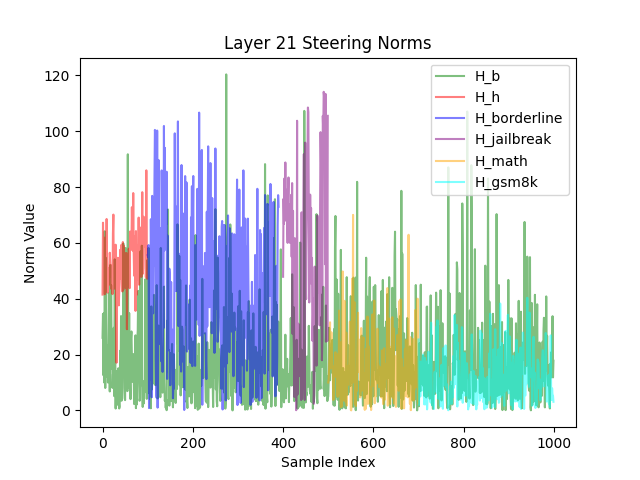 Layer 21 Steering Norms
Norm Value
120
100
80
60
40
20
0
0
200
400
600
800
1000
Sample Index
H_b
H_h
H_borderline
H_jailbreak
H_math
H_gsm8k